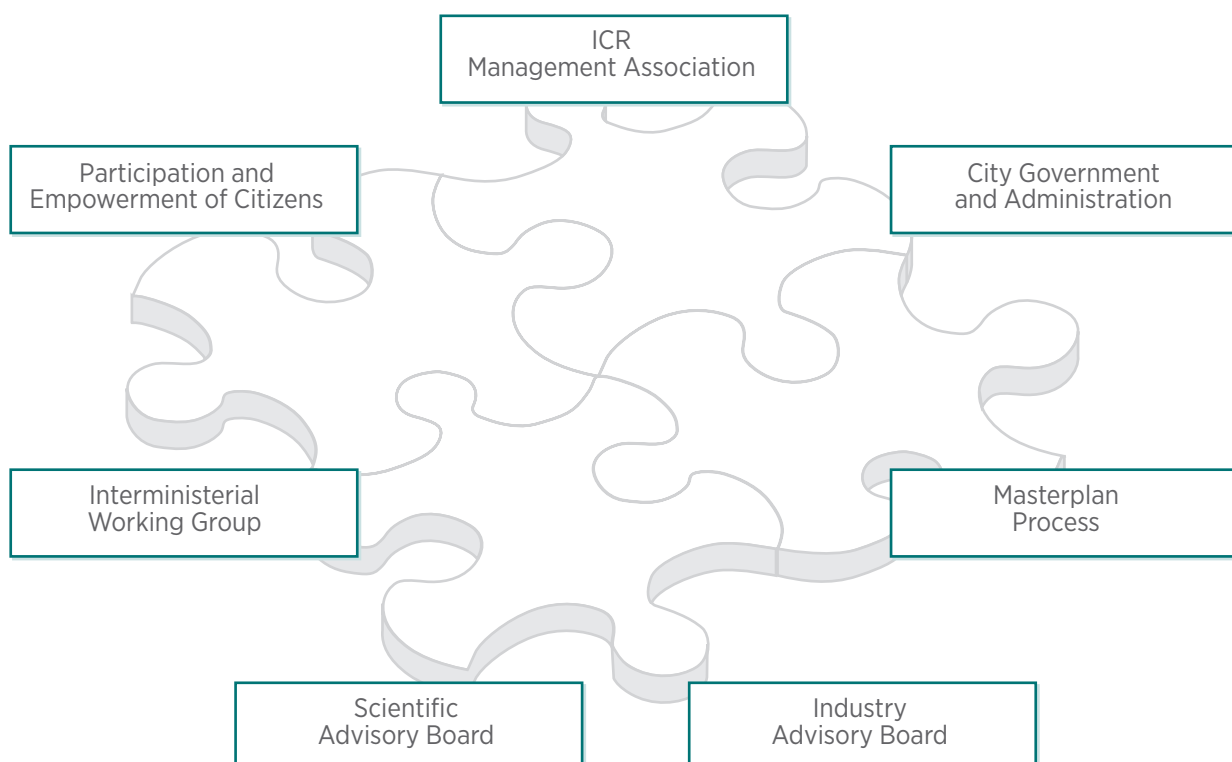 ICR
Management Association
Participation and
Empowerment of Citizens
City Government
and Administration
Interministerial
Working Group
Masterplan
Process
Scientific
Advisory Board
Industry
Advisory Board